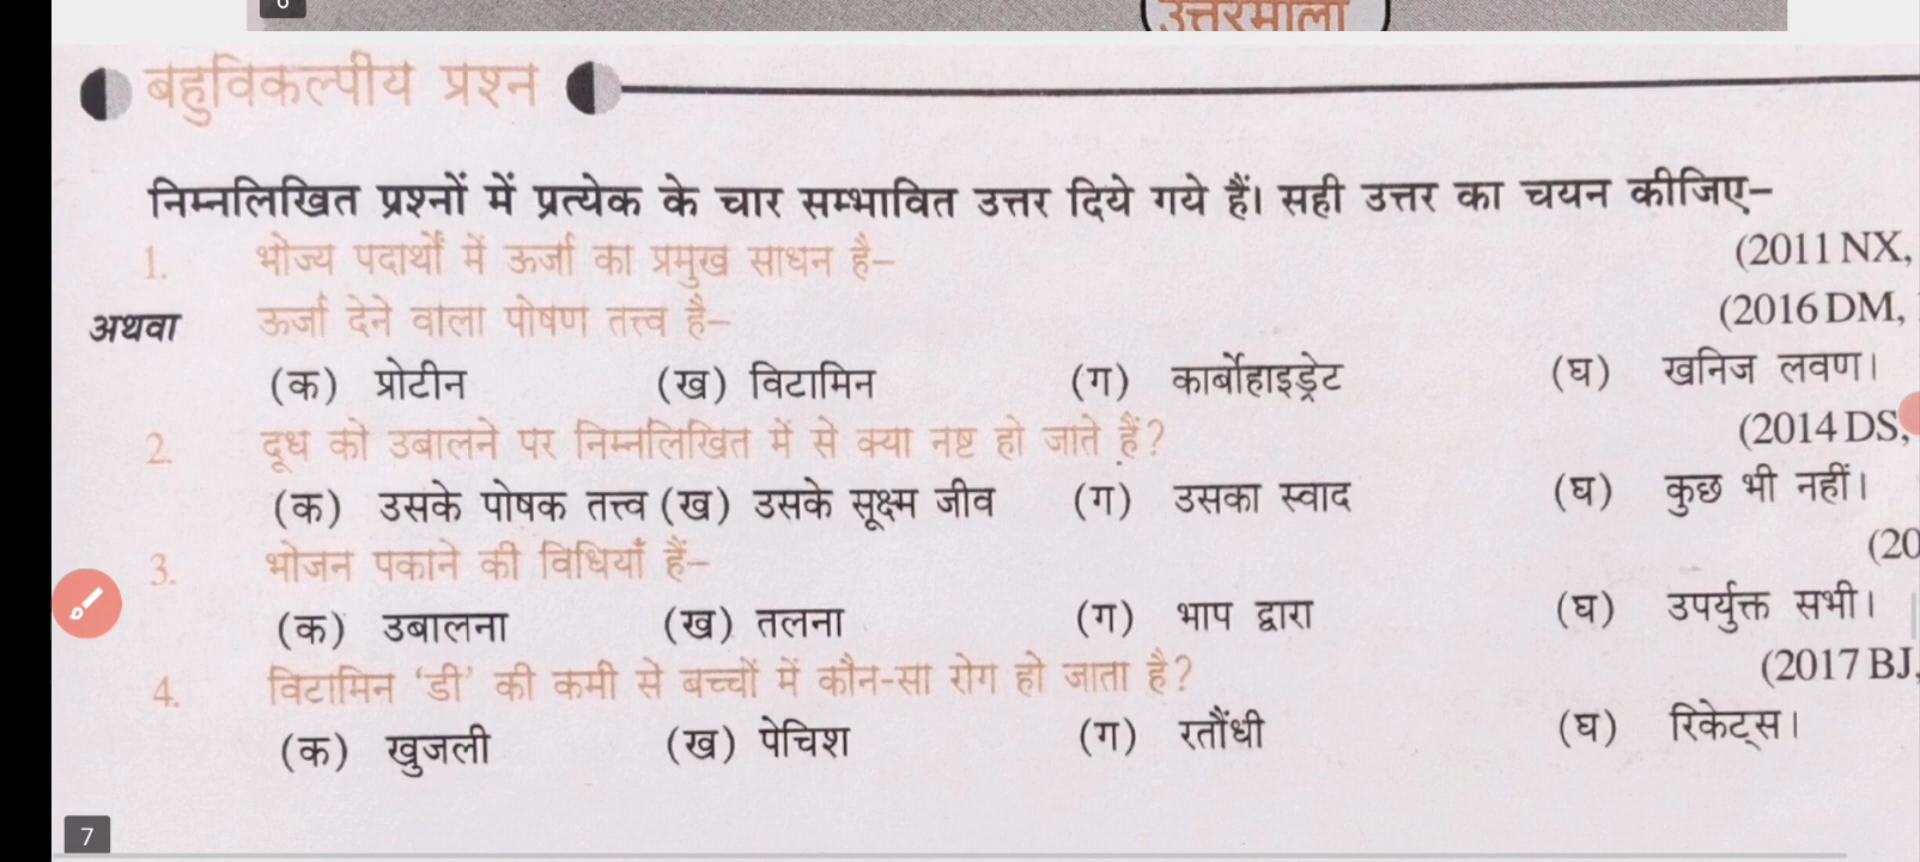 6
उत्तरमाला
बहुविकल्पीय प्रश्न
निम्नलिखित प्रश्नों में प्रत्येक के चार सम्भावित उत्तर दिये गये हैं। सही उत्तर का चयन कीजिए–
1. भोज्य पदार्थों में ऊर्जा का प्रमुख साधन है– (2011 NX,
अथवा ऊर्जा देने वाला पोषण तत्त्व है– (2016 DM,
(क) प्रोटीन (ख) विटामिन (ग) कार्बोहाइड्रेट (घ) खनिज लवण।
2. दूध को उबालने पर निम्नलिखित में से क्या नष्ट हो जाते हैं? (2014 DS,
(क) उसके पोषक तत्त्व (ख) उसके सूक्ष्म जीव (ग) उसका स्वाद (घ) कुछ भी नहीं।
3. भोजन पकाने की विधियाँ हैं– (20
(क) उबालना (ख) तलना (ग) भाप द्वारा (घ) उपर्युक्त सभी।
4. विटामिन ‘डी’ की कमी से बच्चों में कौन-सा रोग हो जाता है? (2017 BJ,
(क) खुजली (ख) पेचिश (ग) रतौंधी (घ) रिकेट्स।
7